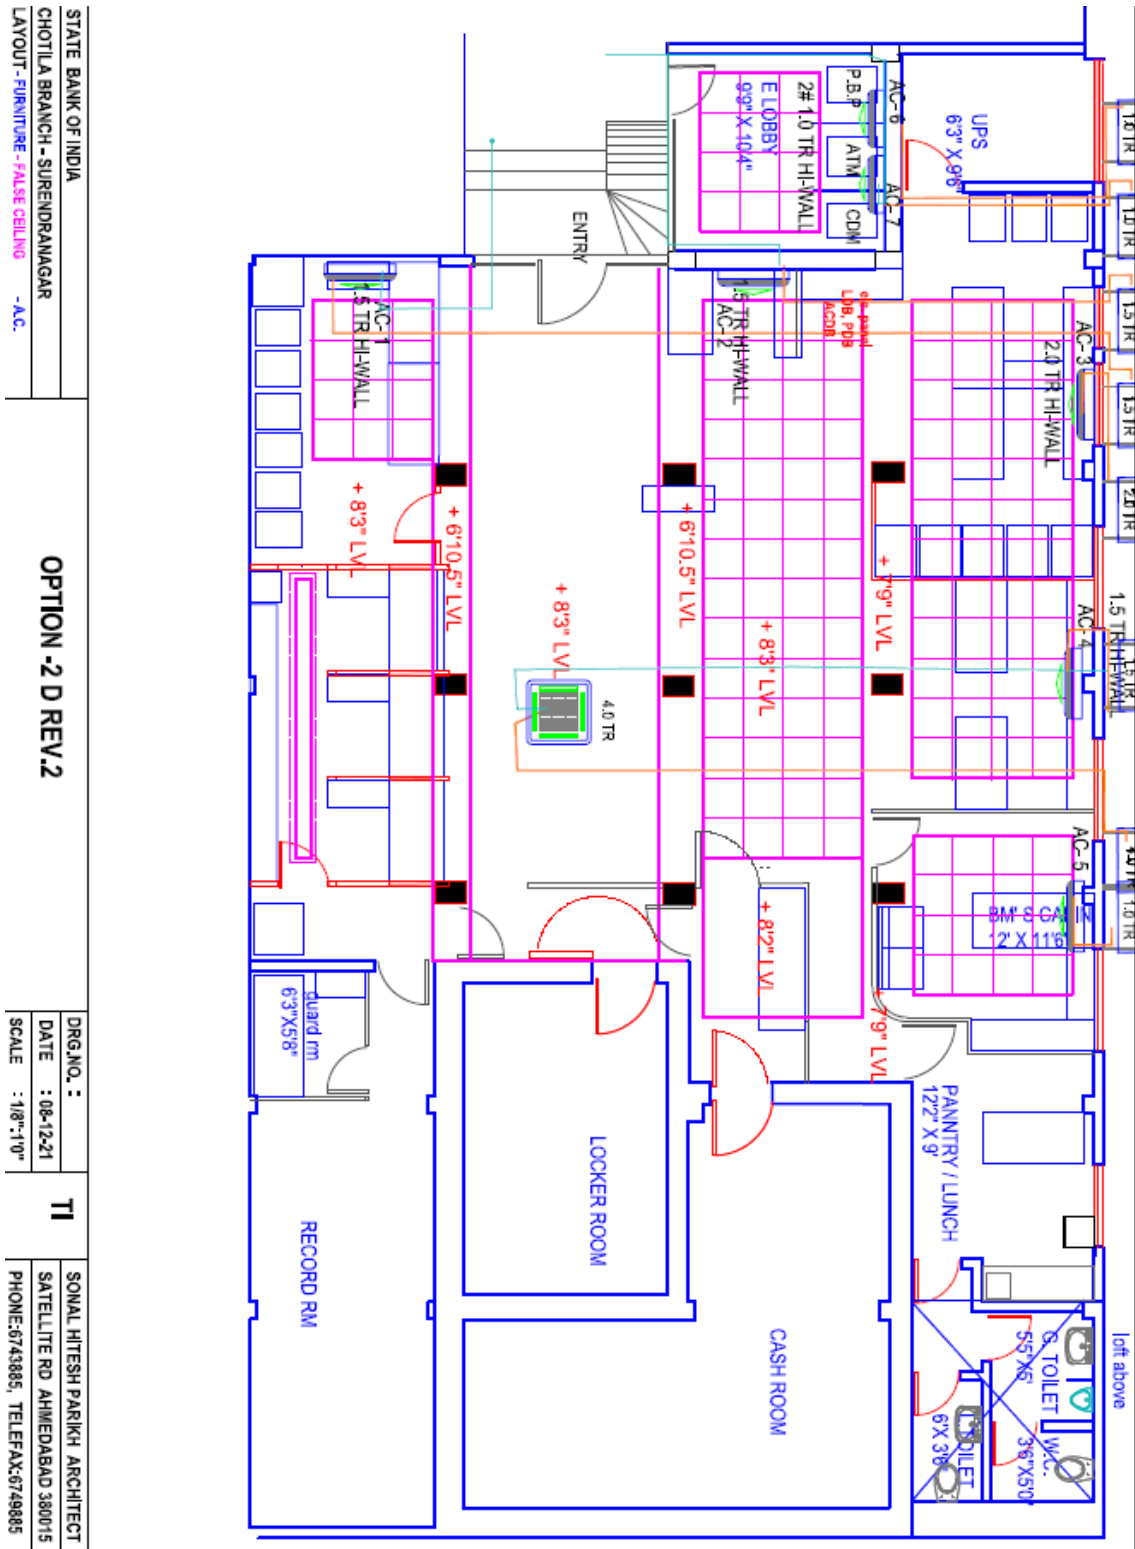 STATE BANK OF INDIA
CHOTILA BRANCH - SURENDRANAGAR
LAYOUT - FURNITURE - FALSE CEILING - A.C.
OPTION -2 D REV.2
DRG.NO. :
DATE : 08-12-21
SCALE : 1/8":1'0"
TI
SONAL HITESH PARIKH ARCHITECT
SATELLITE RD AHMEDABAD 380015
PHONE:6743885, TELEFAX:6749885
1.0 TR
1.0 TR
1.5 TR
1.5 TR
2.0 TR
1.5 TR
4.0 TR
1.0 TR
UPS
6'3" X 9'6"
AC-6
AC-7
P.B.P
ATM
CDM
2# 1.0 TR HI-WALL
E LOBBY
9'9" X 10'4"
ENTRY
AC-1
1.5 TR HI-WALL
AC-2
1.5 TR HI-WALL
ele. panel
LDB, PDB
ACDB
AC-3
2.0 TR HI-WALL
AC-4
1.5 TR HI-WALL
AC-5
BM'S CABIN
12' X 11'6"
+ 8'3" LVL
+ 6'10.5" LVL
+ 8'3" LVL
+ 6'10.5" LVL
+ 8'3" LVL
+ 7'9" LVL
4.0 TR
+ 8'2" LVL
+ 7'9" LVL
guard rm
6'3"X5'8"
RECORD RM
LOCKER ROOM
CASH ROOM
PANNTRY / LUNCH
12'2" X 9'
G. TOILET
5'5"X6'
W.C.
3'6"X5'0"
L.TOILET
6'X 3'6"
loft above